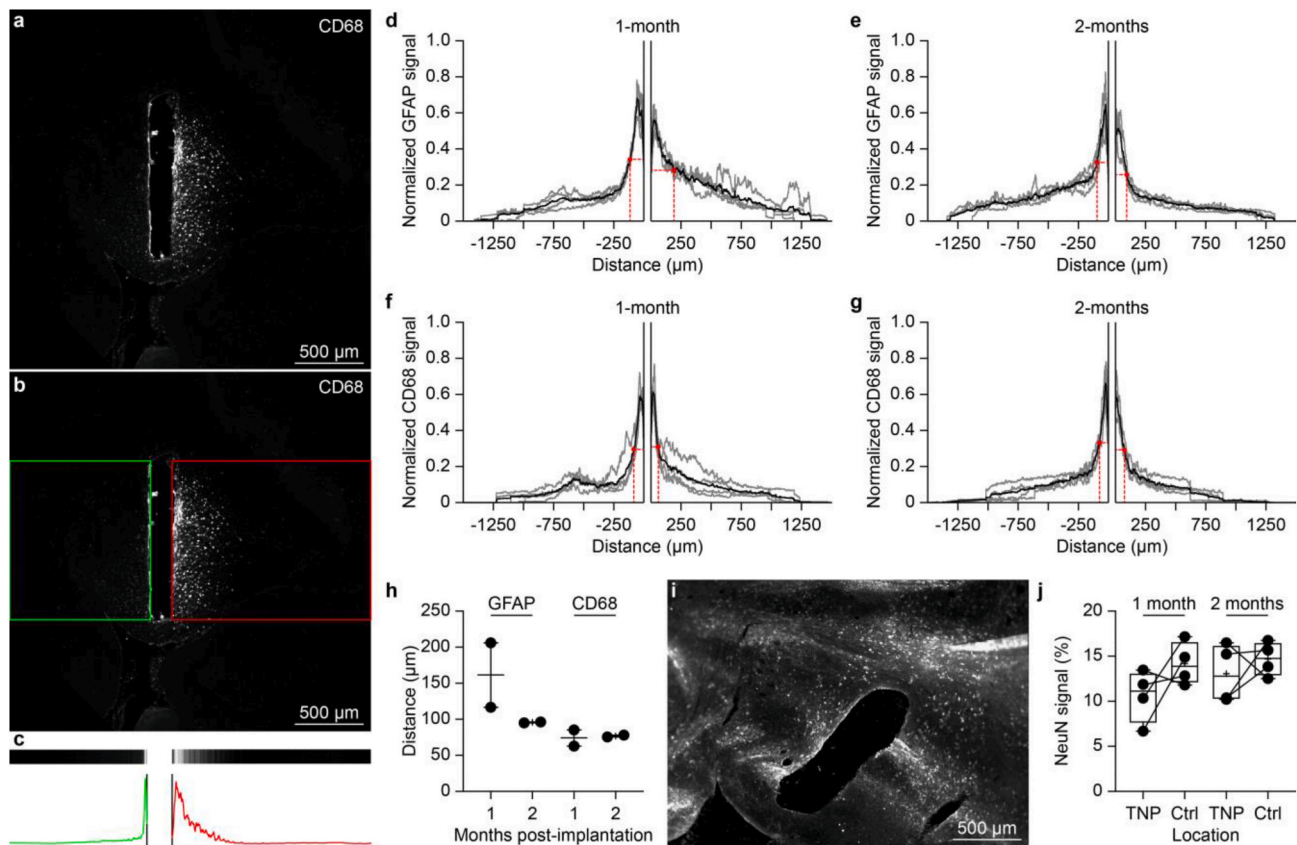 a
CD68
500 µm
b
CD68
500 µm
c
d
1-month
Normalized GFAP signal
1.0
0.8
0.6
0.4
0.2
0
-1250 -750 -250 250 750 1250
Distance (µm)
e
2-months
Normalized GFAP signal
1.0
0.8
0.6
0.4
0.2
0
-1250 -750 -250 250 750 1250
Distance (µm)
f
1-month
Normalized CD68 signal
1.0
0.8
0.6
0.4
0.2
0
-1250 -750 -250 250 750 1250
Distance (µm)
g
2-months
Normalized CD68 signal
1.0
0.8
0.6
0.4
0.2
0
-1250 -750 -250 250 750 1250
Distance (µm)
h
GFAP CD68
Distance (µm)
250
200
150
100
50
0
1 2 1 2
Months post-implantation
i
500 µm
j
1 month 2 months
NeuN signal (%)
20
15
10
5
0
TNP Ctrl TNP Ctrl
Location